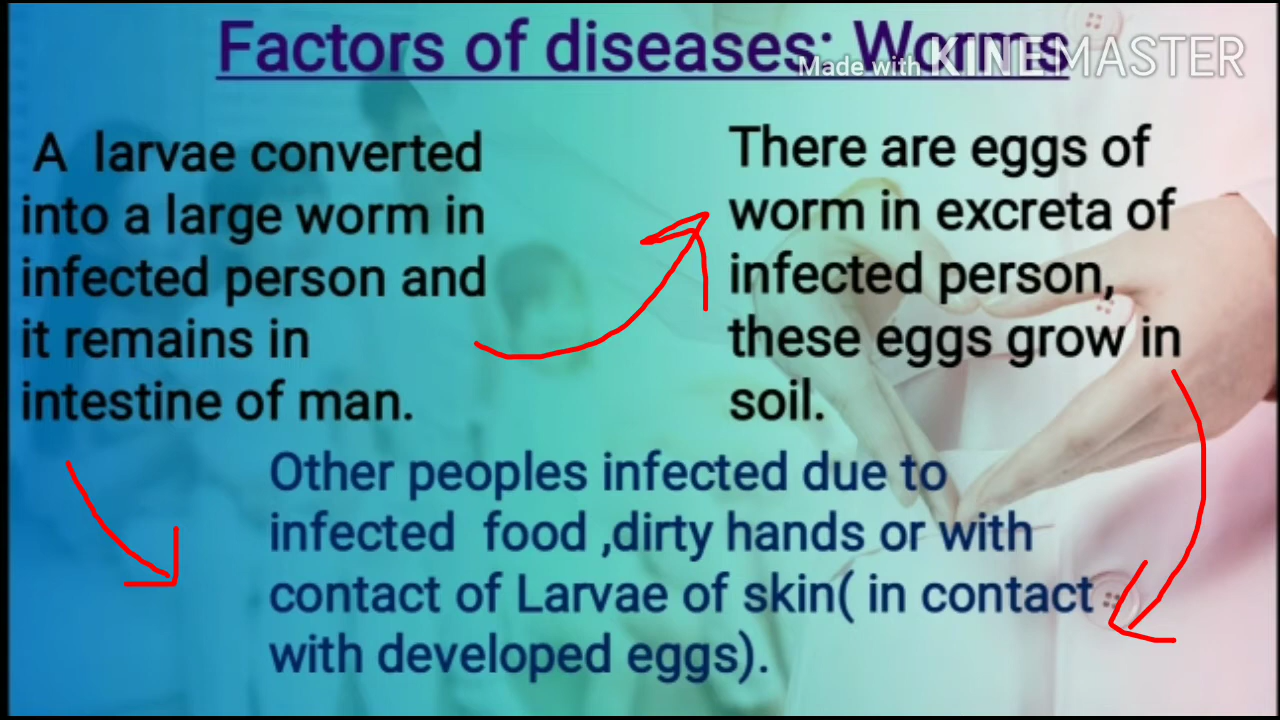 Factors of diseases: Worms
Made with KINEMASTER
A larvae converted
into a large worm in
infected person and
it remains in
intestine of man.
There are eggs of
worm in excreta of
infected person,
these eggs grow in
soil.
Other peoples infected due to
infected food ,dirty hands or with
contact of Larvae of skin( in contact
with developed eggs).